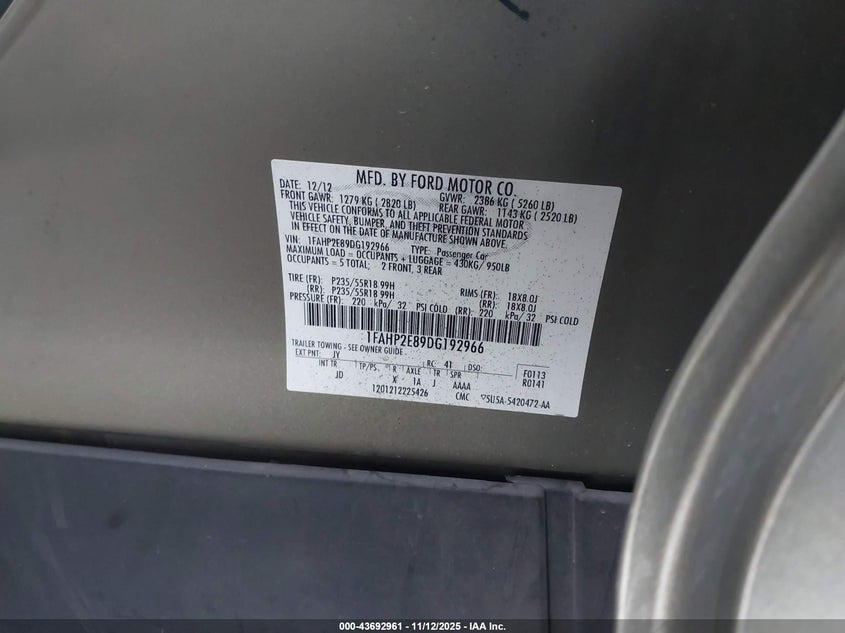 MFD. BY FORD MOTOR CO.
DATE: 12/12 GVWR: 2386 KG ( 5260 LB)
FRONT GAWR: 1279 KG ( 2820 LB) REAR GAWR: 1143 KG ( 2520 LB)
THIS VEHICLE CONFORMS TO ALL APPLICABLE FEDERAL MOTOR
VEHICLE SAFETY, BUMPER, AND THEFT PREVENTION STANDARDS
IN EFFECT ON THE DATE OF MANUFACTURE SHOWN ABOVE.
VIN: 1FAHP2E89DG192966 TYPE: Passenger Car
MAXIMUM LOAD = OCCUPANTS + LUGGAGE = 430KG/ 950LB
OCCUPANTS = 5 TOTAL; 2 FRONT, 3 REAR
TIRE (FR): P235/55R18 99H RIMS (FR): 18X8.0J
(RR): P235/55R18 99H (RR): 18X8.0J
PRESSURE (FR): 220 kPa/ 32 PSI COLD (RR): 220 kPa/ 32 PSI COLD
1FAHP2E89DG192966
TRAILER TOWING - SEE OWNER GUIDE
EXT PNT: JY RC: 41 DSO: F0113
INT TR TP/PS R AXLE TR SPR R0141
JD X 1A J AAAA
1201212225426 CMC 5U5A-5420472-AA
000-43692961 - 11/12/2025 - IAA Inc.